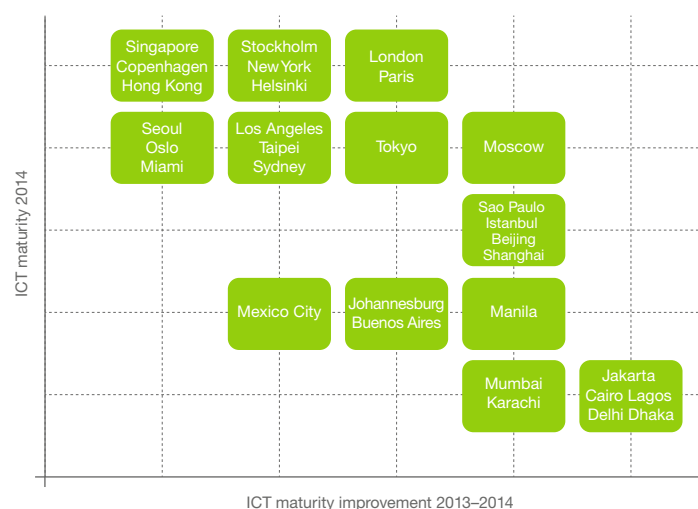 Singapore
Copenhagen
Hong Kong
Stockholm
New York
Helsinki
London
Paris
Seoul
Oslo
Miami
Los Angeles
Taipei
Sydney
Tokyo
Moscow
Sao Paulo
Istanbul
Beijing
Shanghai
Mexico City
Johannesburg
Buenos Aires
Manila
Mumbai
Karachi
Jakarta
Cairo Lagos
Delhi Dhaka
ICT maturity 2014
ICT maturity improvement 2013–2014